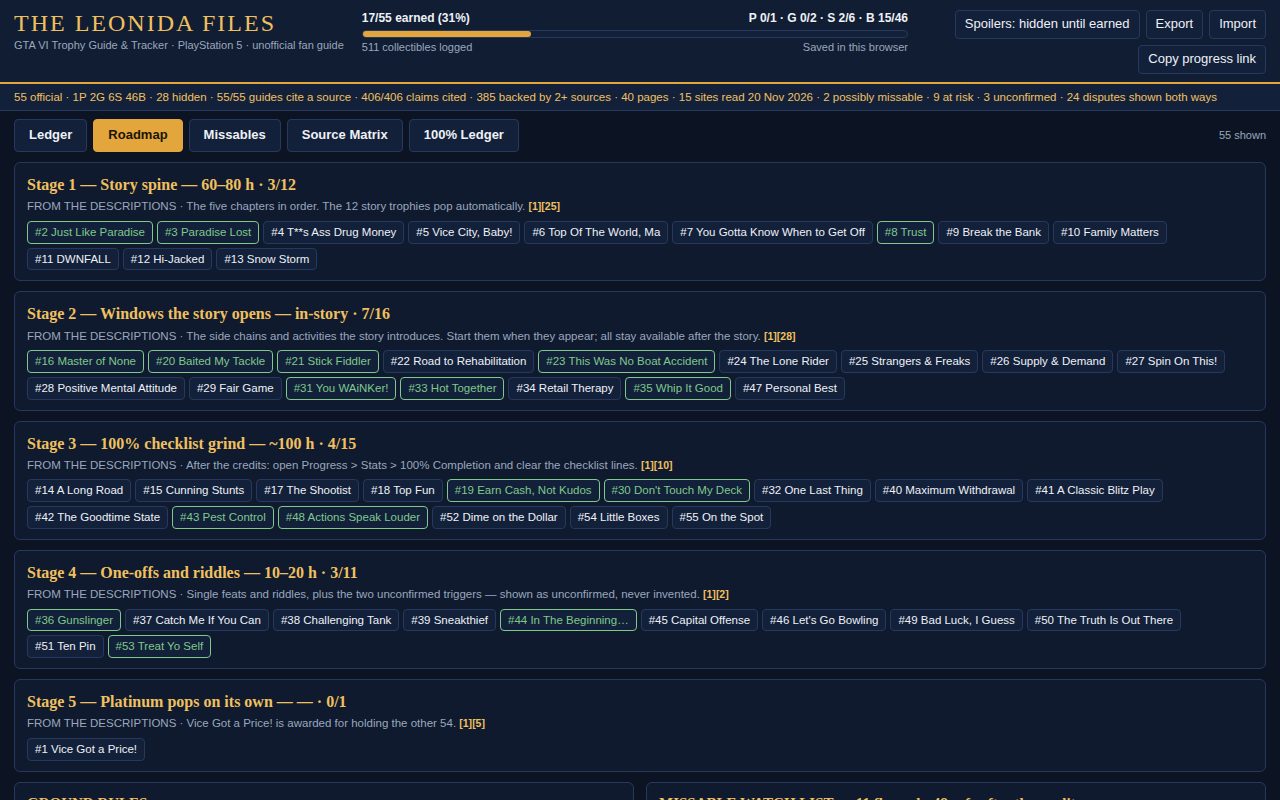 THE LEONIDA FILES
GTA VI Trophy Guide & Tracker · PlayStation 5 · unofficial fan guide
17/55 earned (31%)
P 0/1 · G 0/2 · S 2/6 · B 15/46
511 collectibles logged
Saved in this browser
Spoilers: hidden until earned
Export
Import
Copy progress link
55 official · 1P 2G 6S 46B · 28 hidden · 55/55 guides cite a source · 406/406 claims cited · 385 backed by 2+ sources · 40 pages · 15 sites read 20 Nov 2026 · 2 possibly missable · 9 at risk · 3 unconfirmed · 24 disputes shown both ways
Ledger
Roadmap
Missables
Source Matrix
100% Ledger
55 shown
Stage 1 — Story spine — 60–80 h · 3/12
FROM THE DESCRIPTIONS · The five chapters in order. The 12 story trophies pop automatically. [1][25]
#2 Just Like Paradise #3 Paradise Lost #4 T**s Ass Drug Money #5 Vice City, Baby! #6 Top Of The World, Ma #7 You Gotta Know When to Get Off #8 Trust #9 Break the Bank #10 Family Matters
#11 DWNFALL #12 Hi-Jacked #13 Snow Storm
Stage 2 — Windows the story opens — in-story · 7/16
FROM THE DESCRIPTIONS · The side chains and activities the story introduces. Start them when they appear; all stay available after the story. [1][28]
#16 Master of None #20 Baited My Tackle #21 Stick Fiddler #22 Road to Rehabilitation #23 This Was No Boat Accident #24 The Lone Rider #25 Strangers & Freaks #26 Supply & Demand #27 Spin On This!
#28 Positive Mental Attitude #29 Fair Game #31 You WAiNKer! #33 Hot Together #34 Retail Therapy #35 Whip It Good #47 Personal Best
Stage 3 — 100% checklist grind — ~100 h · 4/15
FROM THE DESCRIPTIONS · After the credits: open Progress > Stats > 100% Completion and clear the checklist lines. [1][10]
#14 A Long Road #15 Cunning Stunts #17 The Shootist #18 Top Fun #19 Earn Cash, Not Kudos #30 Don't Touch My Deck #32 One Last Thing #40 Maximum Withdrawal #41 A Classic Blitz Play
#42 The Goodtime State #43 Pest Control #48 Actions Speak Louder #52 Dime on the Dollar #54 Little Boxes #55 On the Spot
Stage 4 — One-offs and riddles — 10–20 h · 3/11
FROM THE DESCRIPTIONS · Single feats and riddles, plus the two unconfirmed triggers — shown as unconfirmed, never invented. [1][2]
#36 Gunslinger #37 Catch Me If You Can #38 Challenging Tank #39 Sneakthief #44 In The Beginning… #45 Capital Offense #46 Let's Go Bowling #49 Bad Luck, I Guess #50 The Truth Is Out There
#51 Ten Pin #53 Treat Yo Self
Stage 5 — Platinum pops on its own — — · 0/1
FROM THE DESCRIPTIONS · Vice Got a Price! is awarded for holding the other 54. [1][5]
#1 Vice Got a Price!